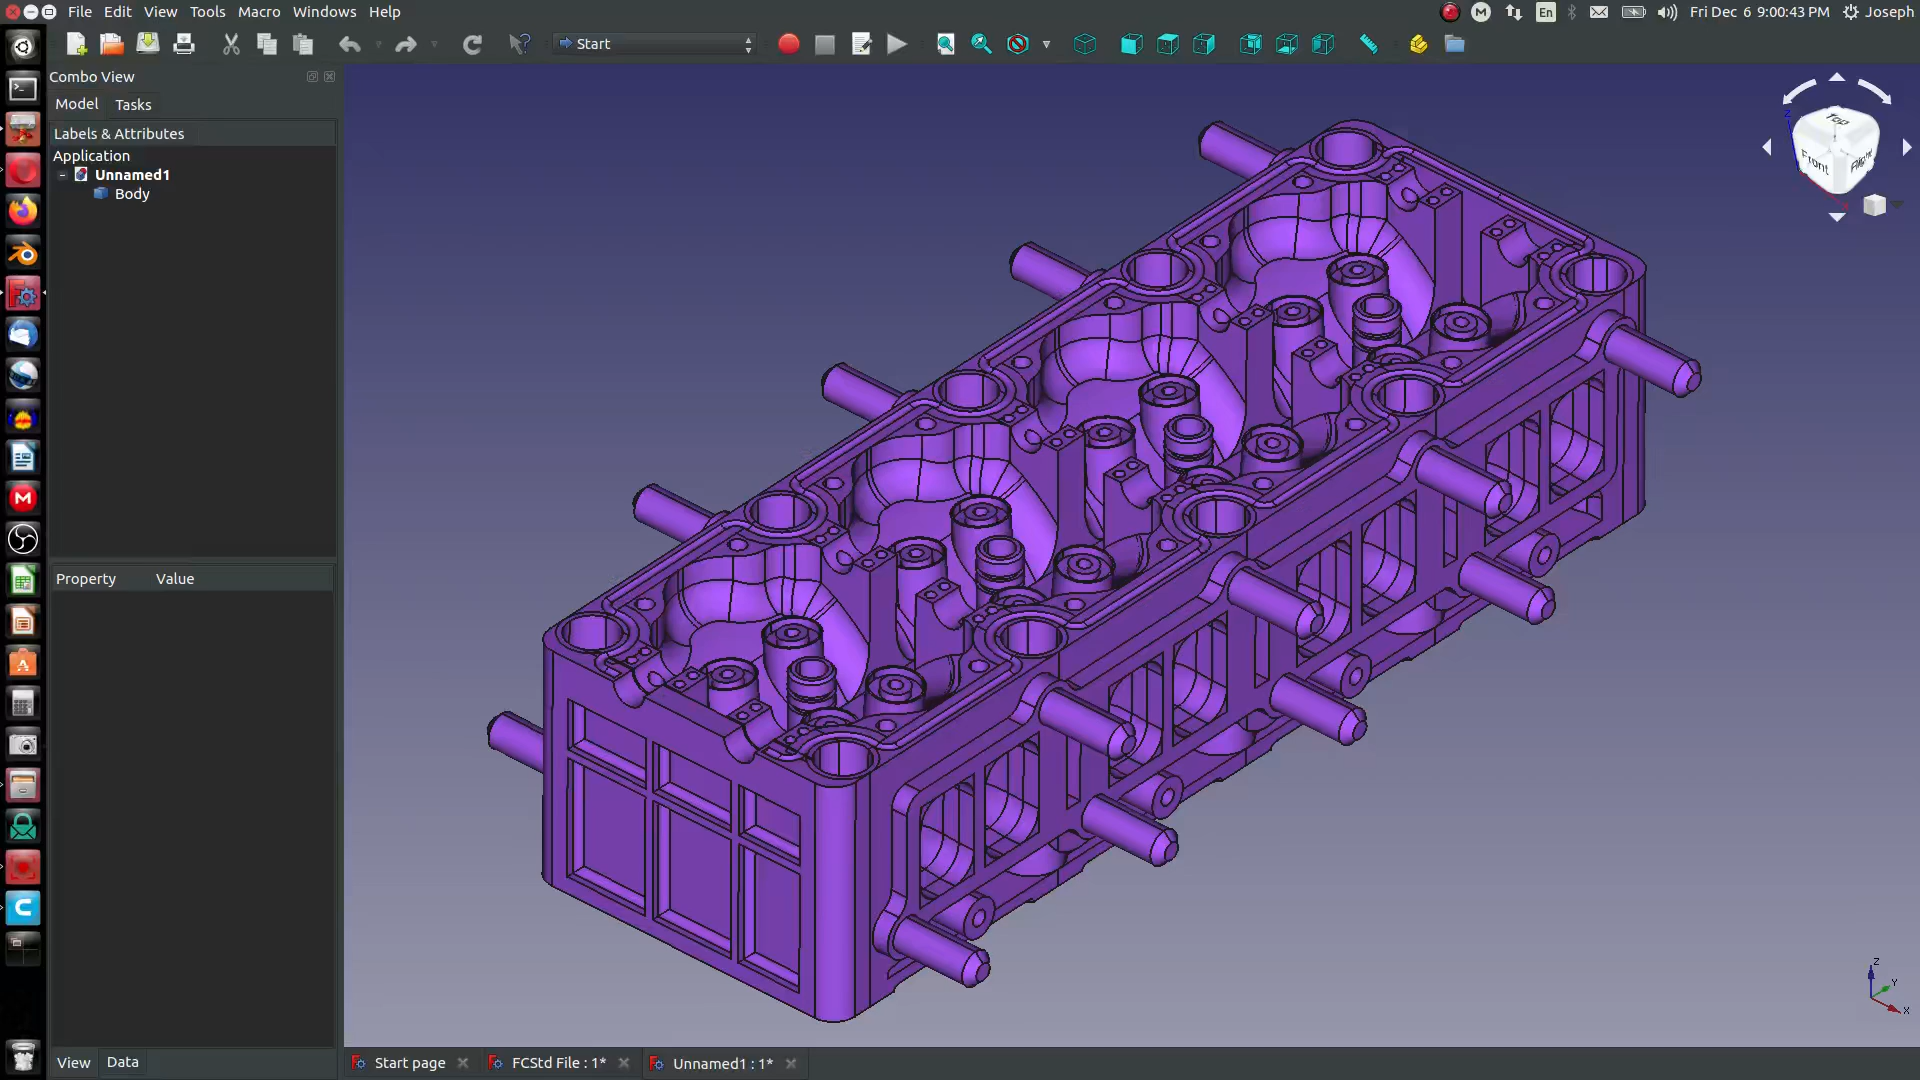 File Edit View Tools Macro Windows Help
En
Fri Dec 6 9:00:43 PM
Joseph
Start
Combo View
Model Tasks
Labels & Attributes
Application
Unnamed1
Body
Top
Front
Right
Property Value
View Data
Start page
FCStd File : 1*
Unnamed1 : 1*
Z
Y
X